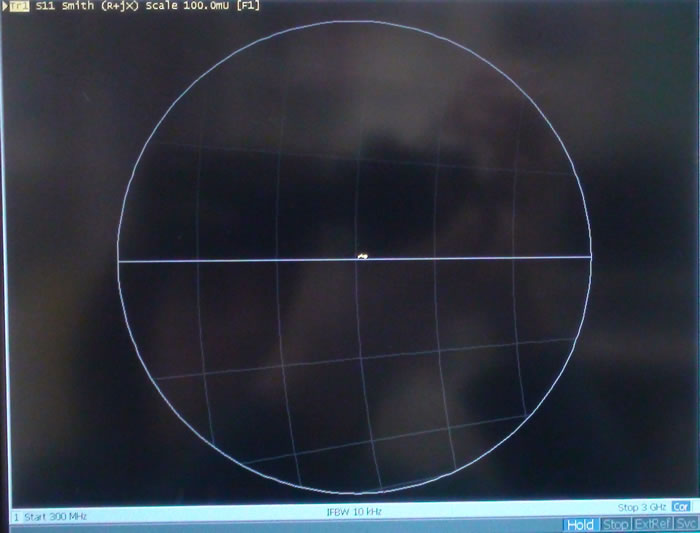 Tr1 S11 Smith (R+jX) Scale 100.0mU [F1]
1 Start 300 MHz IFBW 10 kHz Stop 3 GHz Cor
Hold Stop ExtRef Svc